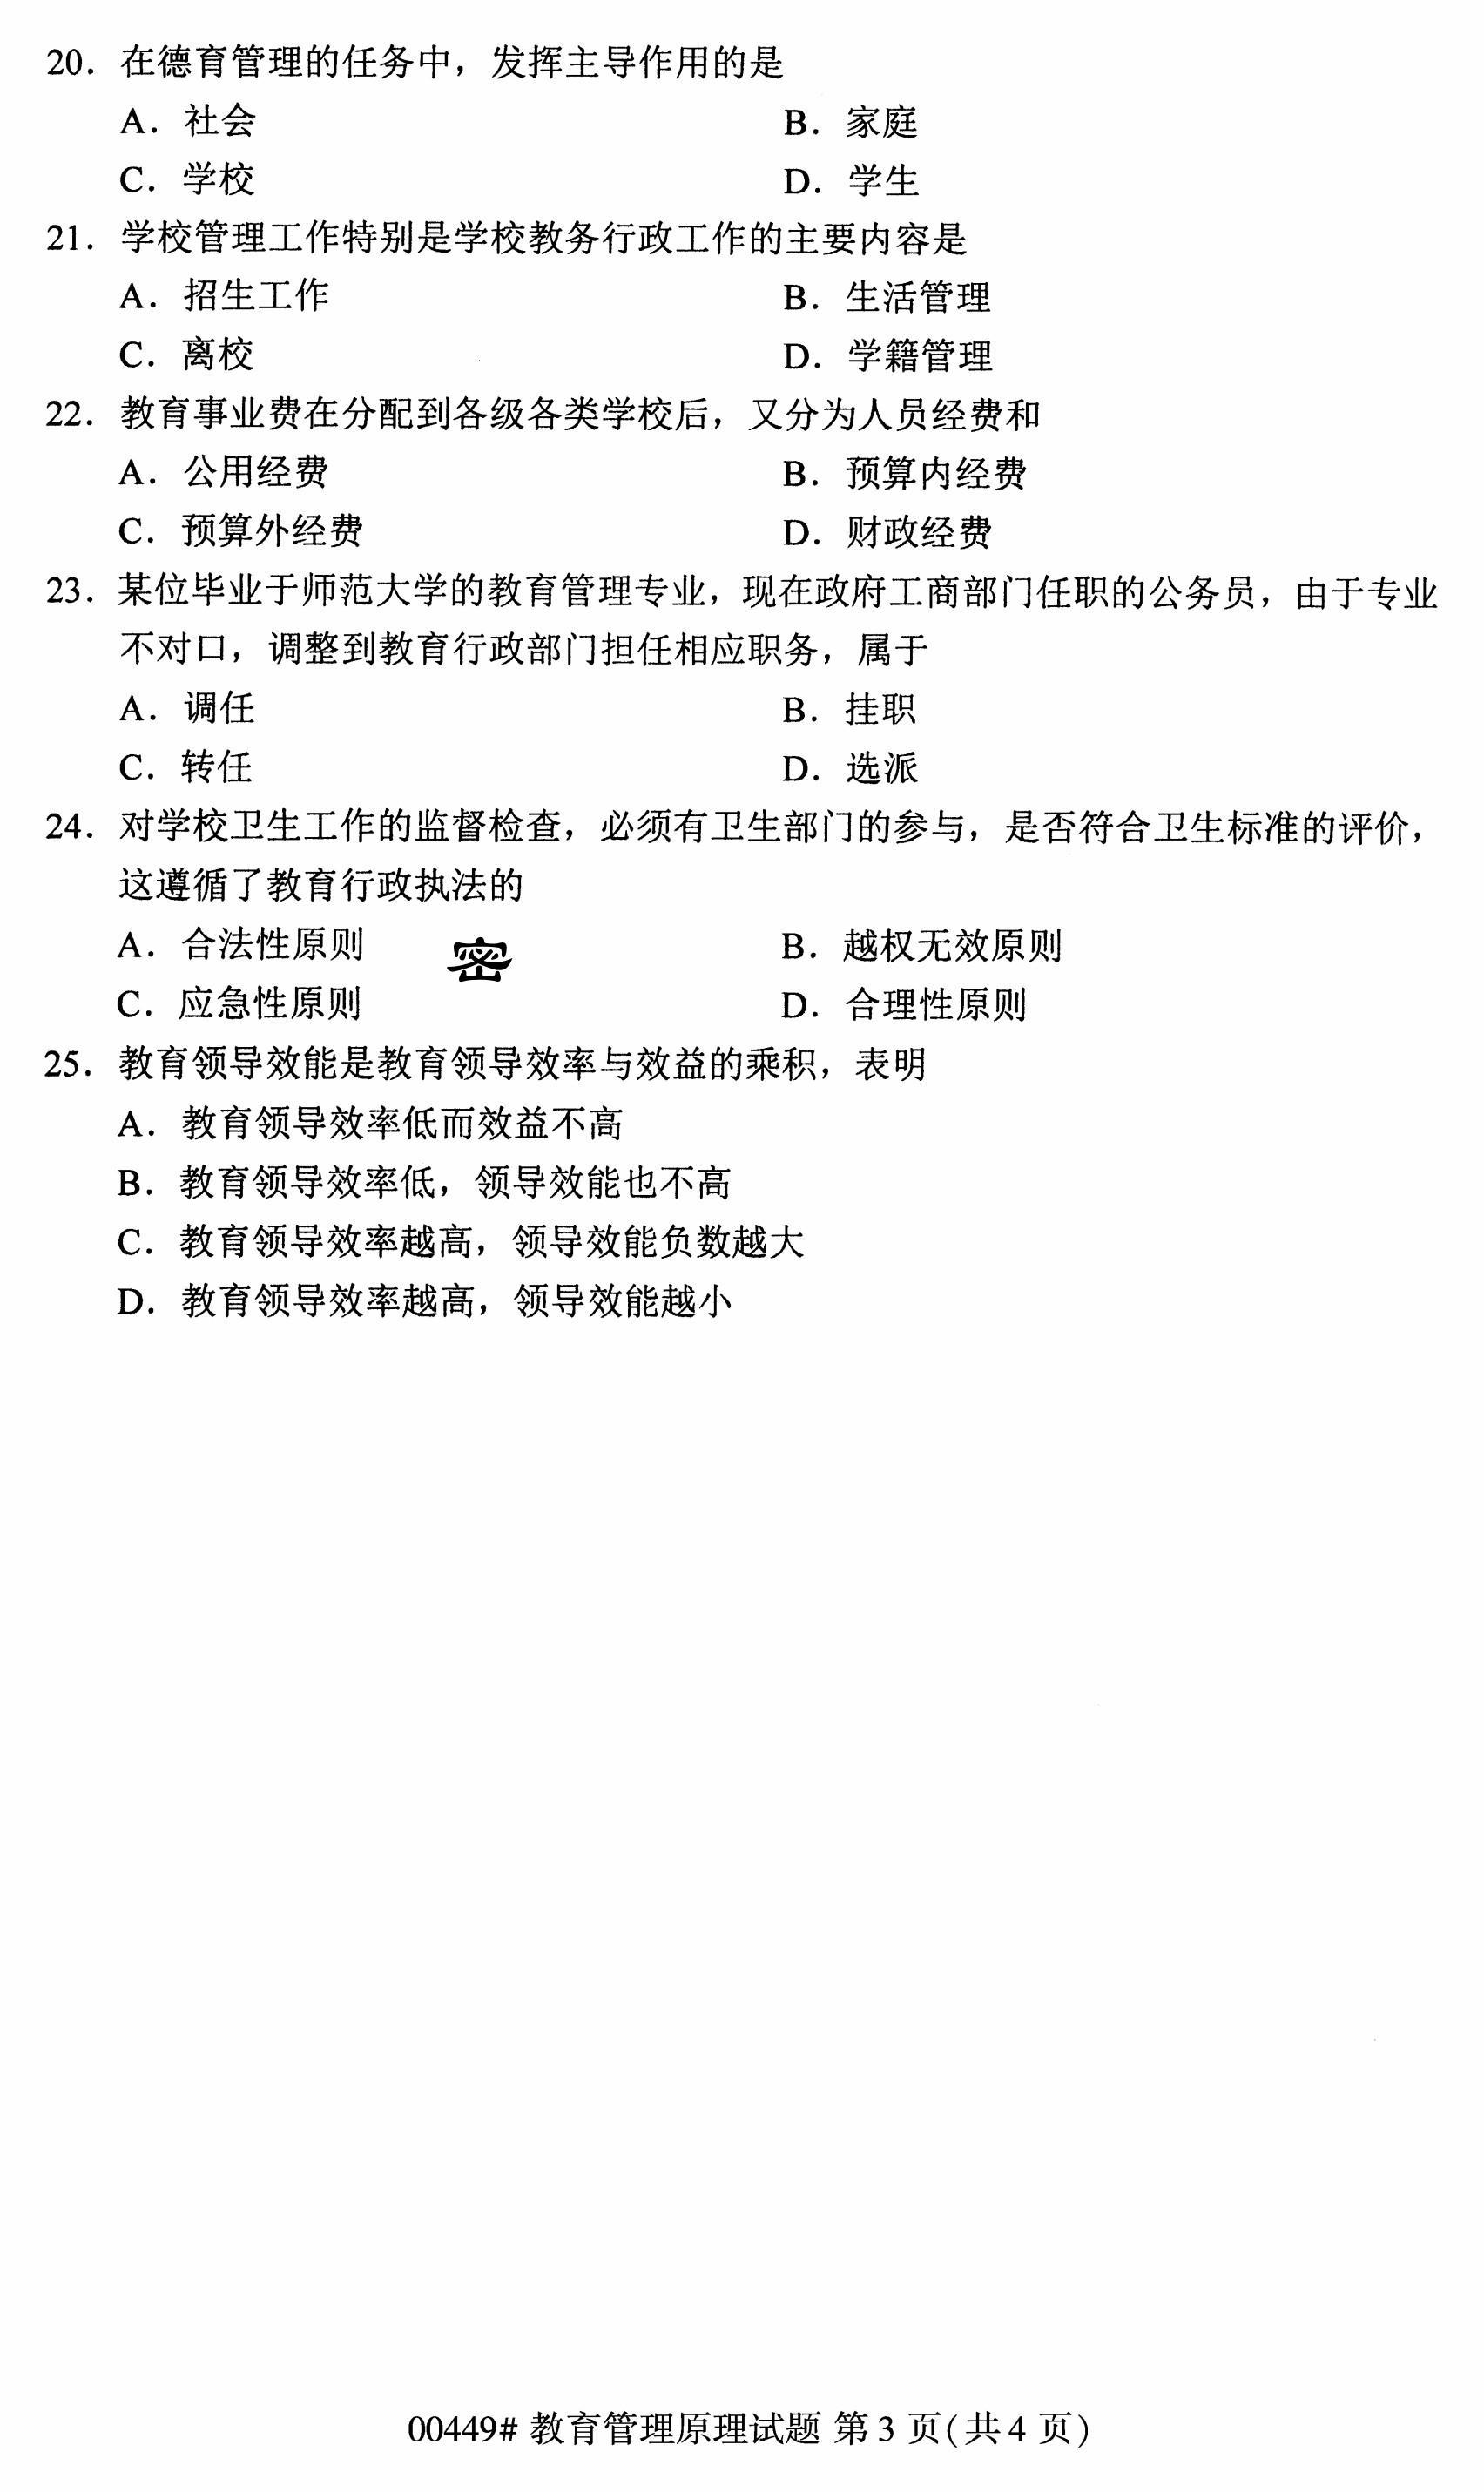 20. 在德育管理的任务中，发挥主导作用的是
A. 社会 B. 家庭
C. 学校 D. 学生
21. 学校管理工作特别是学校教务行政工作的主要内容是
A. 招生工作 B. 生活管理
C. 离校 D. 学籍管理
22. 教育事业费在分配到各级各类学校后，又分为人员经费和
A. 公用经费 B. 预算内经费
C. 预算外经费 D. 财政经费
23. 某位毕业于师范大学的教育管理专业，现在政府工商部门任职的公务员，由于专业
不对口，调整到教育行政部门担任相应职务，属于
A. 调任 B. 挂职
C. 转任 D. 选派
24. 对学校卫生工作的监督检查，必须有卫生部门的参与，是否符合卫生标准的评价，
这遵循了教育行政执法的
A. 合法性原则 密 B. 越权无效原则
C. 应急性原则 D. 合理性原则
25. 教育领导效能是教育领导效率与效益的乘积，表明
A. 教育领导效率低而效益不高
B. 教育领导效率低，领导效能也不高
C. 教育领导效率越高，领导效能负数越大
D. 教育领导效率越高，领导效能越小
00449# 教育管理原理试题 第 3 页(共 4 页)